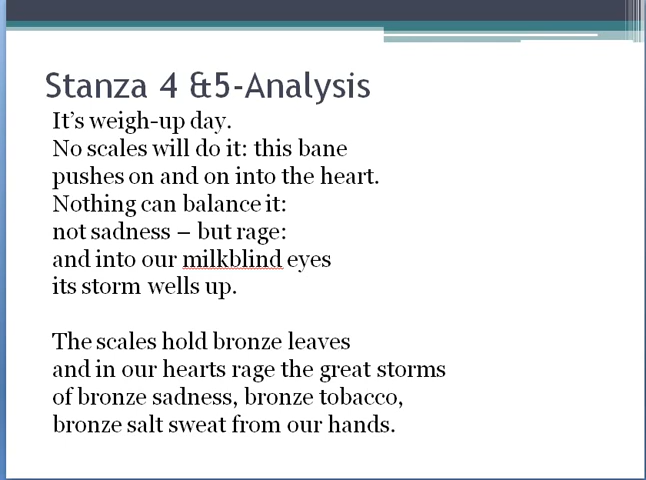 Stanza 4 &5-Analysis
It's weigh-up day.
No scales will do it: this bane
pushes on and on into the heart.
Nothing can balance it:
not sadness – but rage:
and into our milkblind eyes
its storm wells up.
The scales hold bronze leaves
and in our hearts rage the great storms
of bronze sadness, bronze tobacco,
bronze salt sweat from our hands.